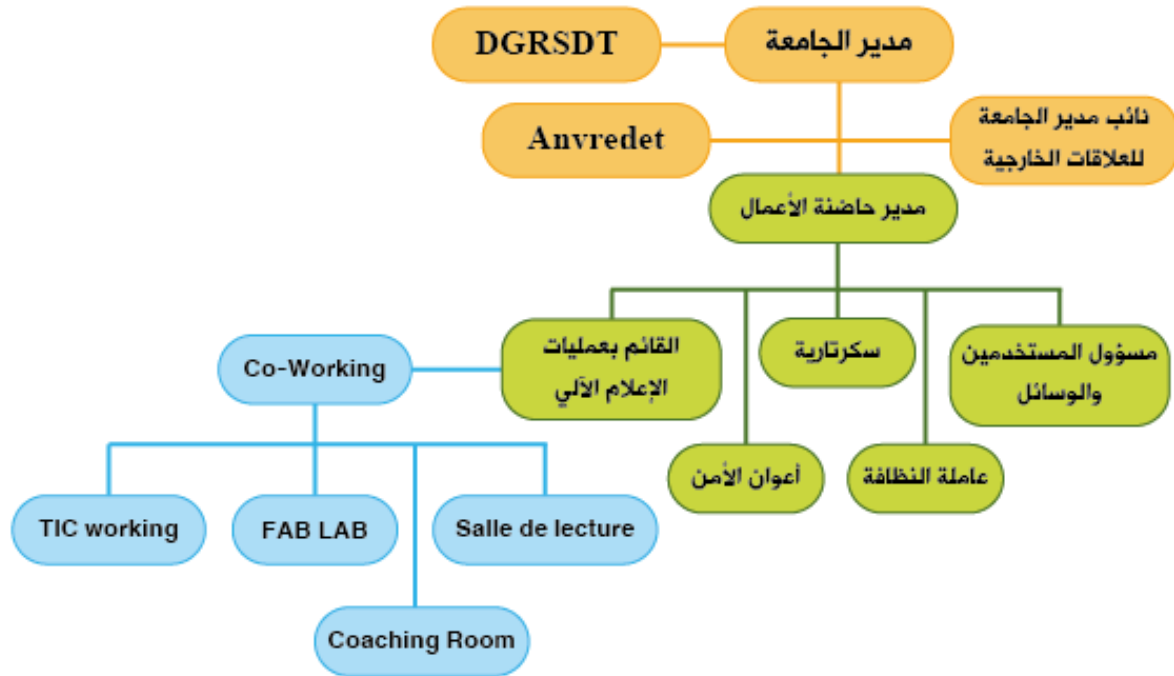 مدير الجامعة
DGRSDT
نائب مدير الجامعة
للعلاقات الخارجية
Anvredet
مدير حاضنة الأعمال
مسؤول المستخدمين
والوسائل
سكرتارية
القائم بعمليات
الإعلام الآلي
Co-Working
عاملة النظافة
أعوان الأمن
TIC working
FAB LAB
Salle de lecture
Coaching Room